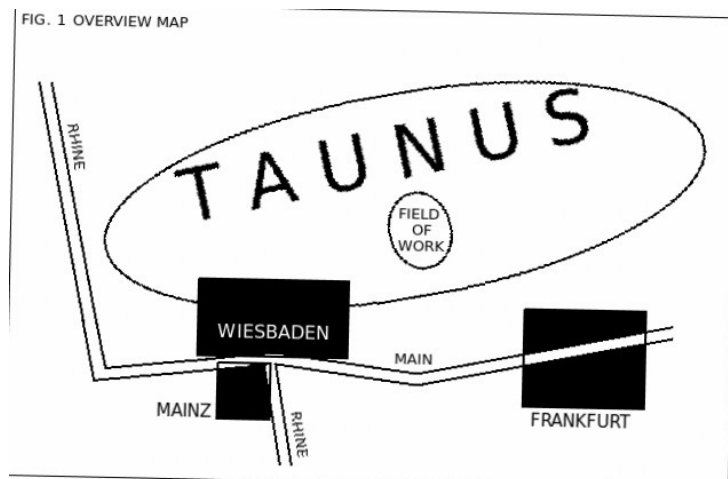 FIG. 1 OVERVIEW MAP
TAUNUS
RHINE
FIELD
OF
WORK
WIESBADEN
MAIN
MAINZ
RHINE
FRANKFURT